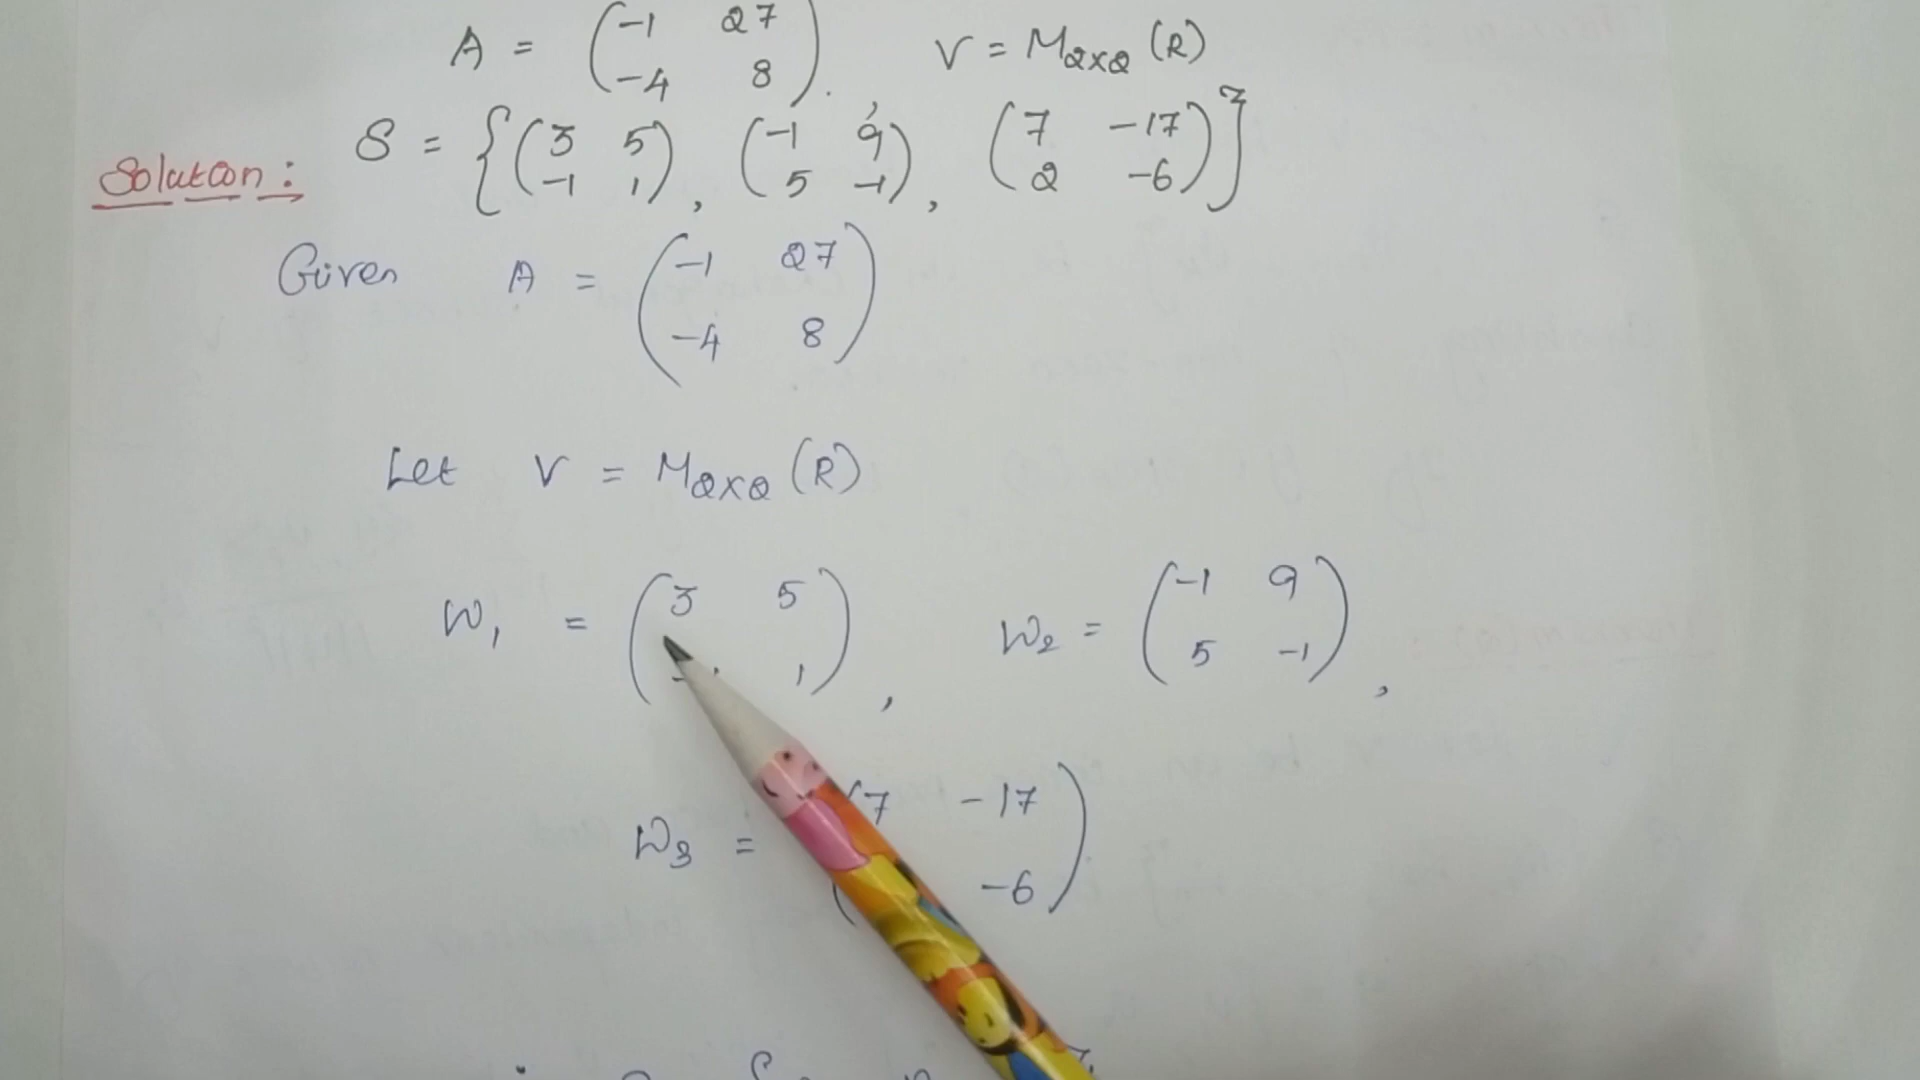 A = (-1 27
-4 8). , V = M2x2 (R)
S = {(3 5 -1 1), (-1 9 5 -1), (7 -17 2 -6)}
Solution:
Given A = (-1 27
-4 8)
Let V = M2x2 (R)
W1 = (3 5
1), W2 = (-1 9
5 -1),
W3 = (7 -17
-6)